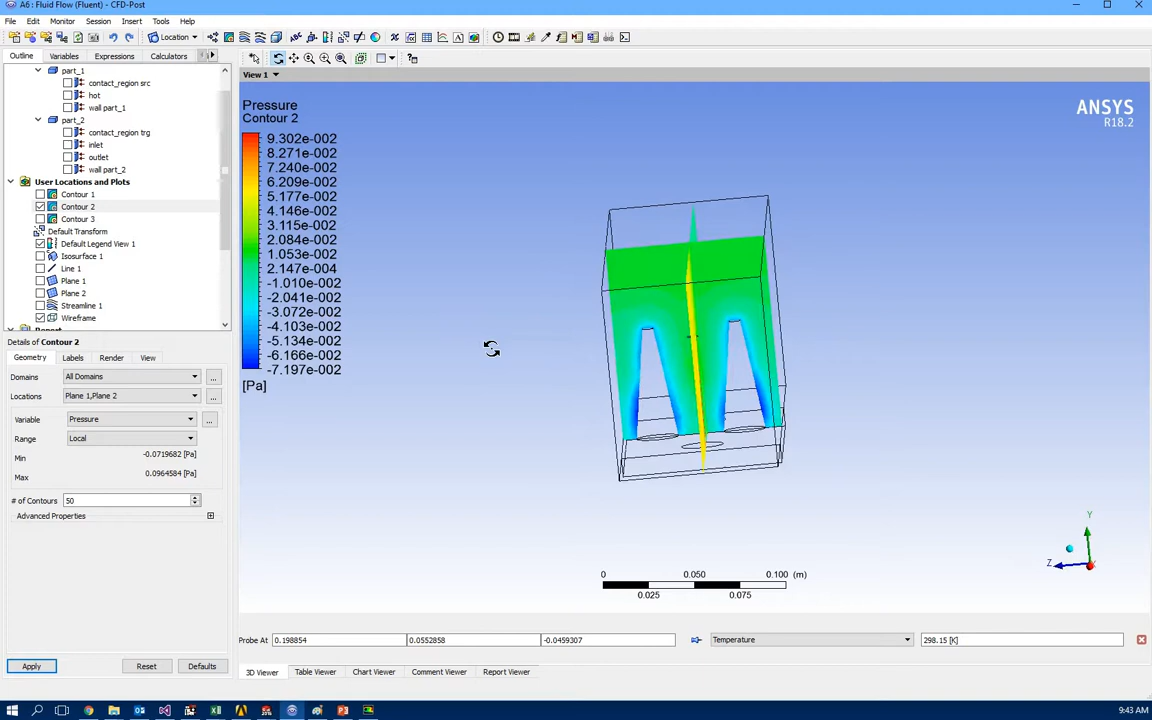 A6: Fluid Flow (Fluent) - CFD-Post
File Edit Monitor Session Insert Tools Help
Location
Outline Variables Expressions Calculators
View 1
part_1
contact_region src
hot
wall part_1
part_2
contact_region trg
inlet
outlet
wall part_2
User Locations and Plots
Contour 1
Contour 2
Contour 3
Default Transform
Default Legend View 1
Isosurface 1
Line 1
Plane 1
Plane 2
Streamline 1
Wireframe
Report
Details of Contour 2
Geometry Labels Render View
Domains All Domains ...
Locations Plane 1,Plane 2 ...
Variable Pressure ...
Range Local
Min -0.0719682 [Pa]
Max 0.0964584 [Pa]
# of Contours 50
Advanced Properties
Apply Reset Defaults
Pressure
Contour 2
9.302e-002
8.271e-002
7.240e-002
6.209e-002
5.177e-002
4.146e-002
3.115e-002
2.084e-002
1.053e-002
2.147e-004
-1.010e-002
-2.041e-002
-3.072e-002
-4.103e-002
-5.134e-002
-6.166e-002
-7.197e-002
[Pa]
ANSYS
R18.2
Y
Z
0 0.050 0.100 (m)
0.025 0.075
Probe At 0.198854 0.0552858 -0.0459307 Temperature 298.15 [K]
3D Viewer Table Viewer Chart Viewer Comment Viewer Report Viewer
9:43 AM